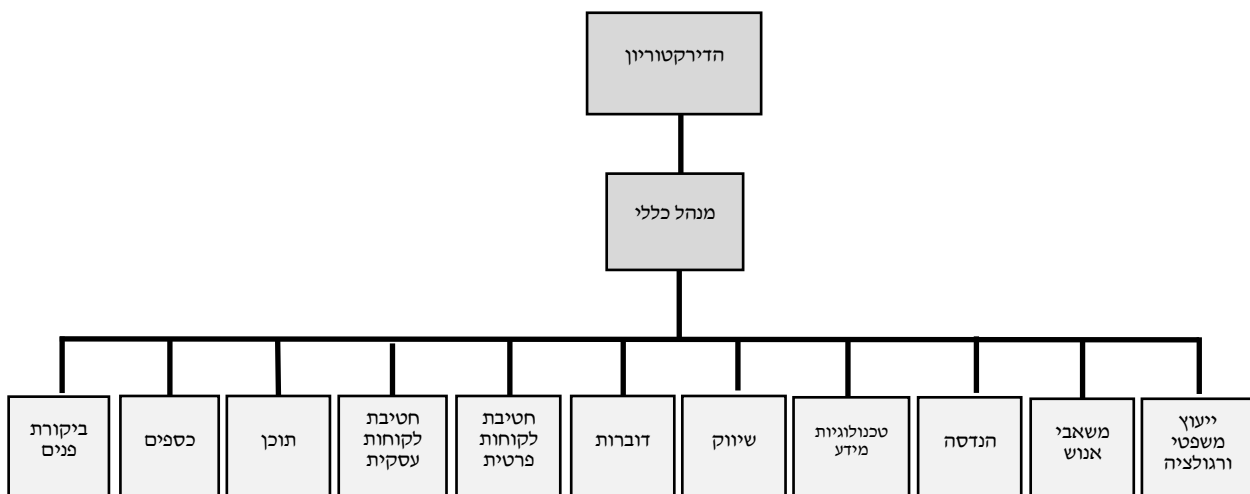 הדירקטוריון
מנהל כללי
ייעוץ
משפטי
ורגולציה
משאבי
אנוש
הנדסה
טכנולוגיות
מידע
שיווק
דוברות
חטיבת
לקוחות
פרטית
חטיבת
לקוחות
עסקית
תוכן
כספים
ביקורת
פנים